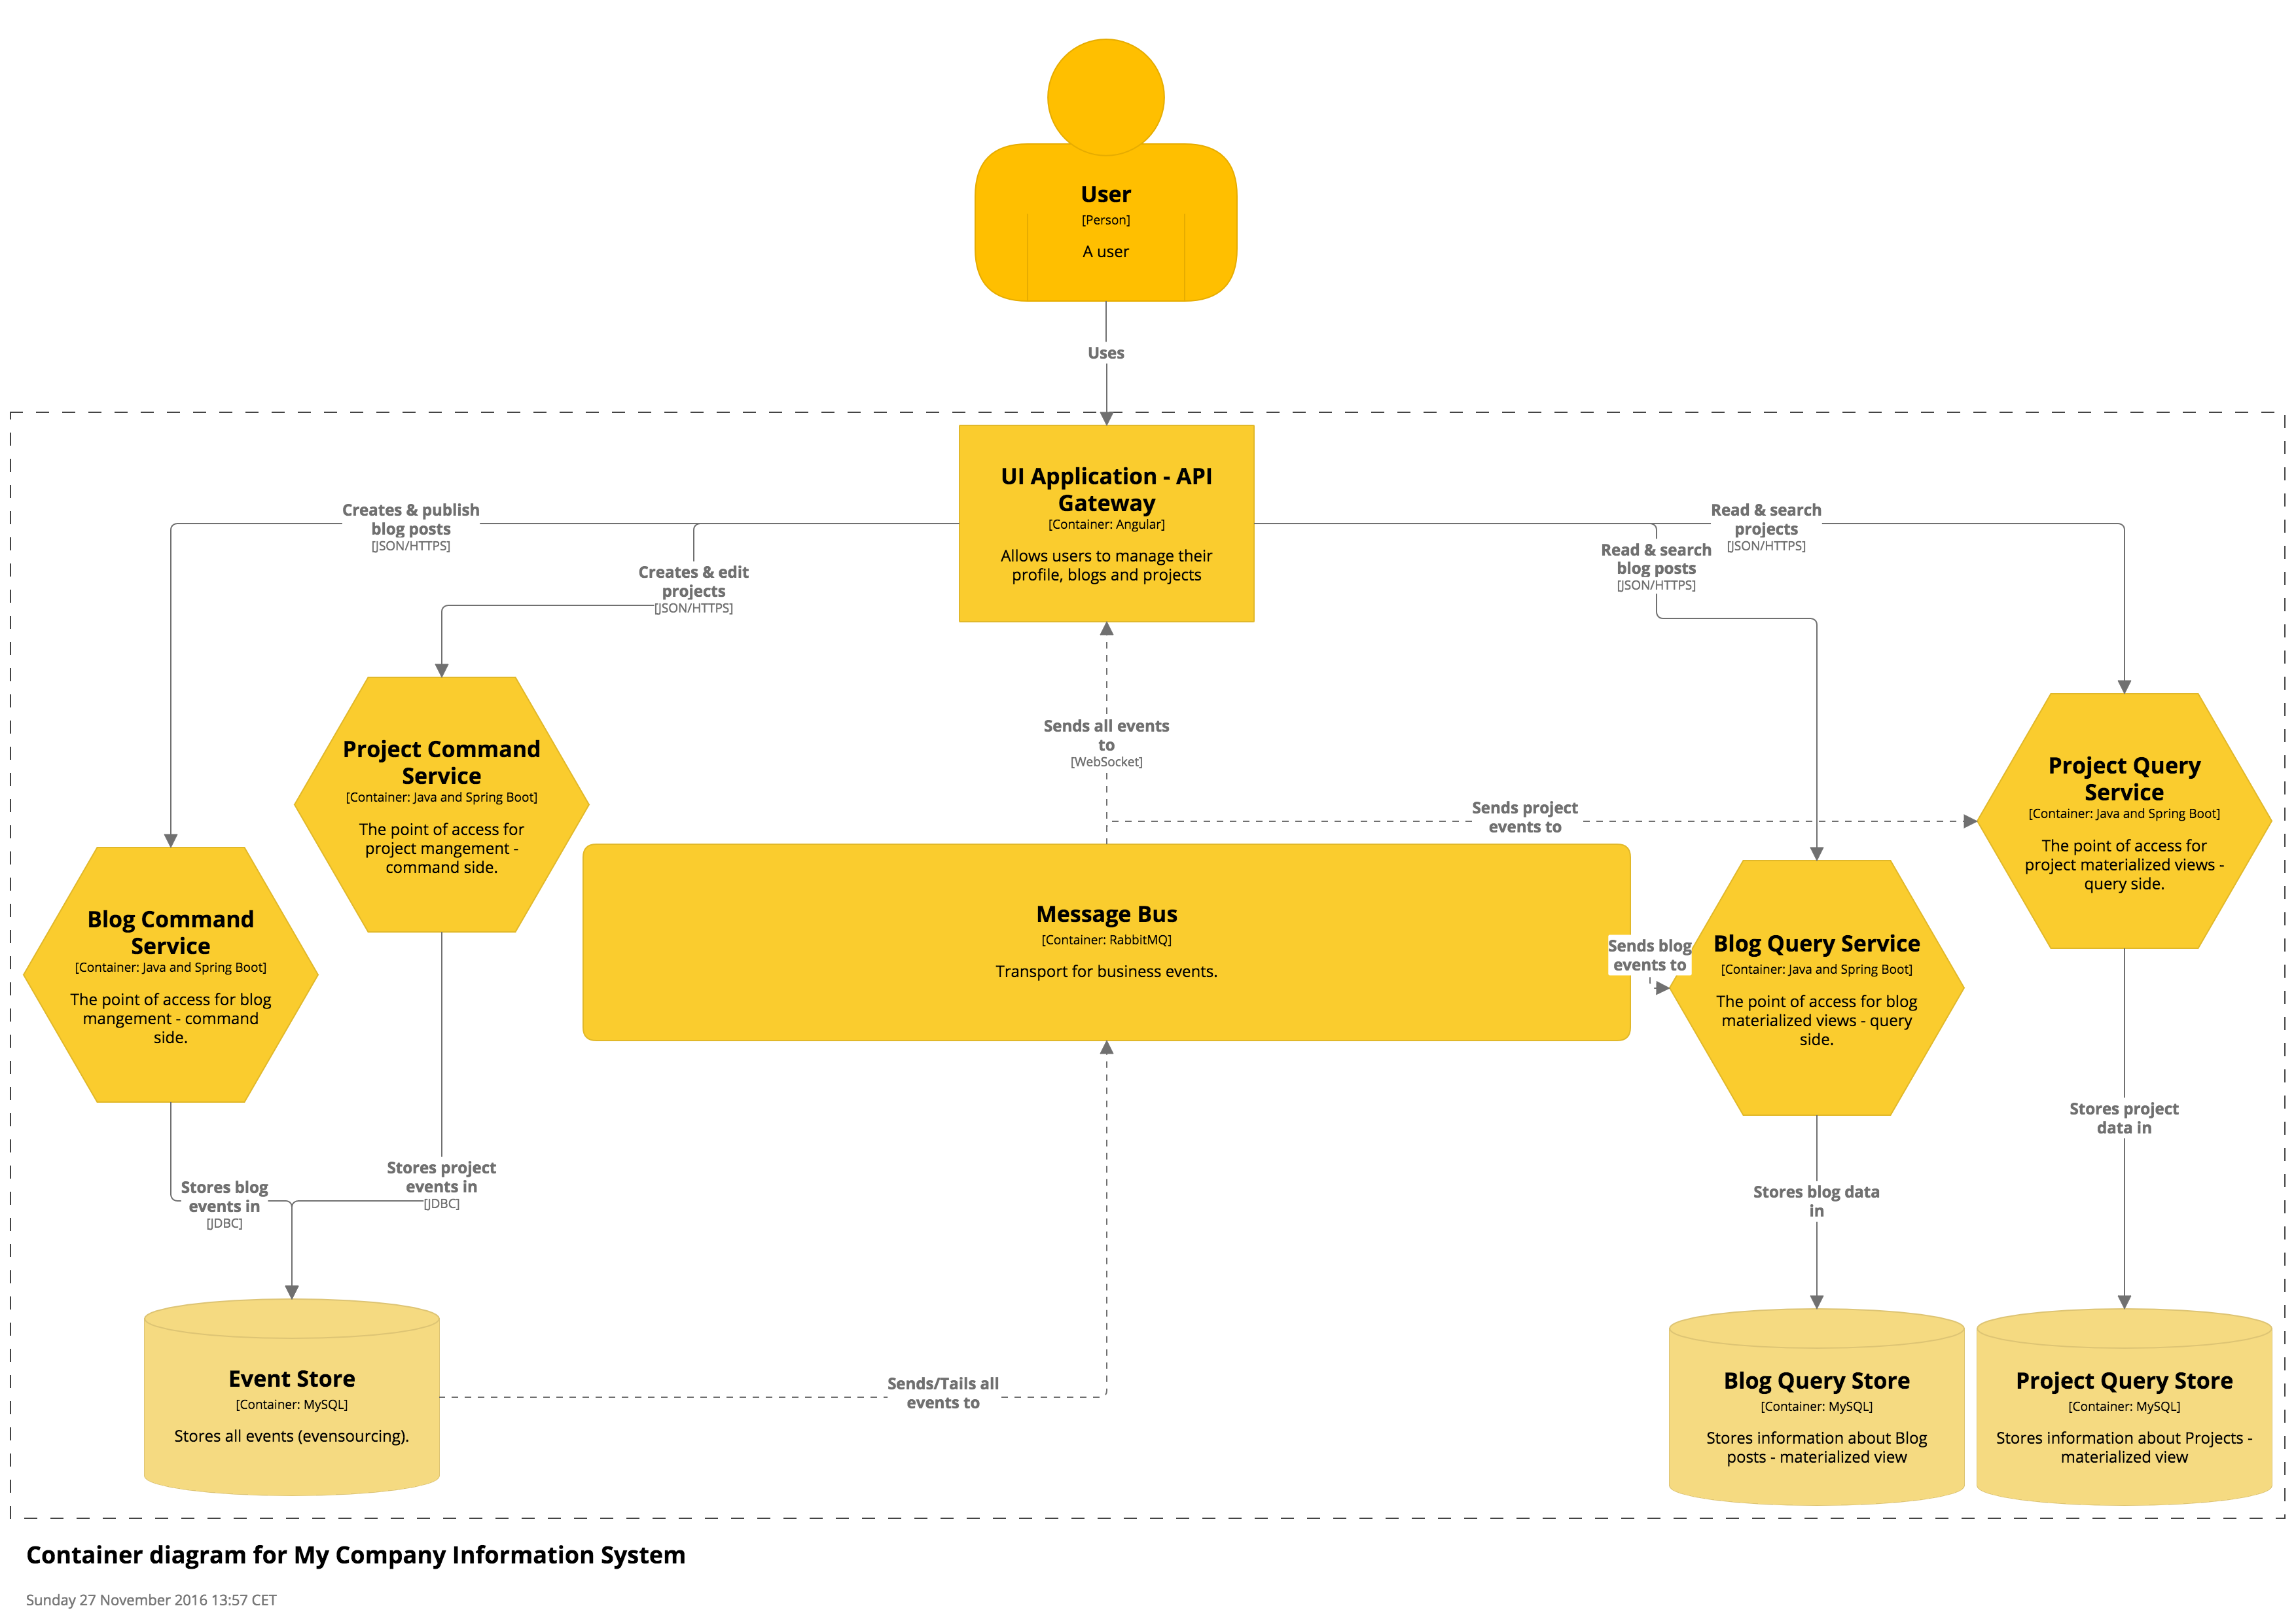 User
[Person]
A user
Uses
UI Application - API
Gateway
[Container: Angular]
Allows users to manage their
profile, blogs and projects
Creates & publish
blog posts
[JSON/HTTPS]
Creates & edit
projects
[JSON/HTTPS]
Read & search
blog posts
[JSON/HTTPS]
Read & search
projects
[JSON/HTTPS]
Project Command
Service
[Container: Java and Spring Boot]
The point of access for
project mangement -
command side.
Sends all events
to
[WebSocket]
Sends project
events to
Project Query
Service
[Container: Java and Spring Boot]
The point of access for
project materialized views -
query side.
Blog Command
Service
[Container: Java and Spring Boot]
The point of access for blog
mangement - command
side.
Message Bus
[Container: RabbitMQ]
Transport for business events.
Sends blog
events to
Blog Query Service
[Container: Java and Spring Boot]
The point of access for blog
materialized views - query
side.
Stores blog
events in
[JDBC]
Stores project
events in
[JDBC]
Stores blog data
in
Stores project
data in
Event Store
[Container: MySQL]
Stores all events (evensourcing).
Sends/Tails all
events to
Blog Query Store
[Container: MySQL]
Stores information about Blog
posts - materialized view
Project Query Store
[Container: MySQL]
Stores information about Projects -
materialized view
Container diagram for My Company Information System
Sunday 27 November 2016 13:57 CET